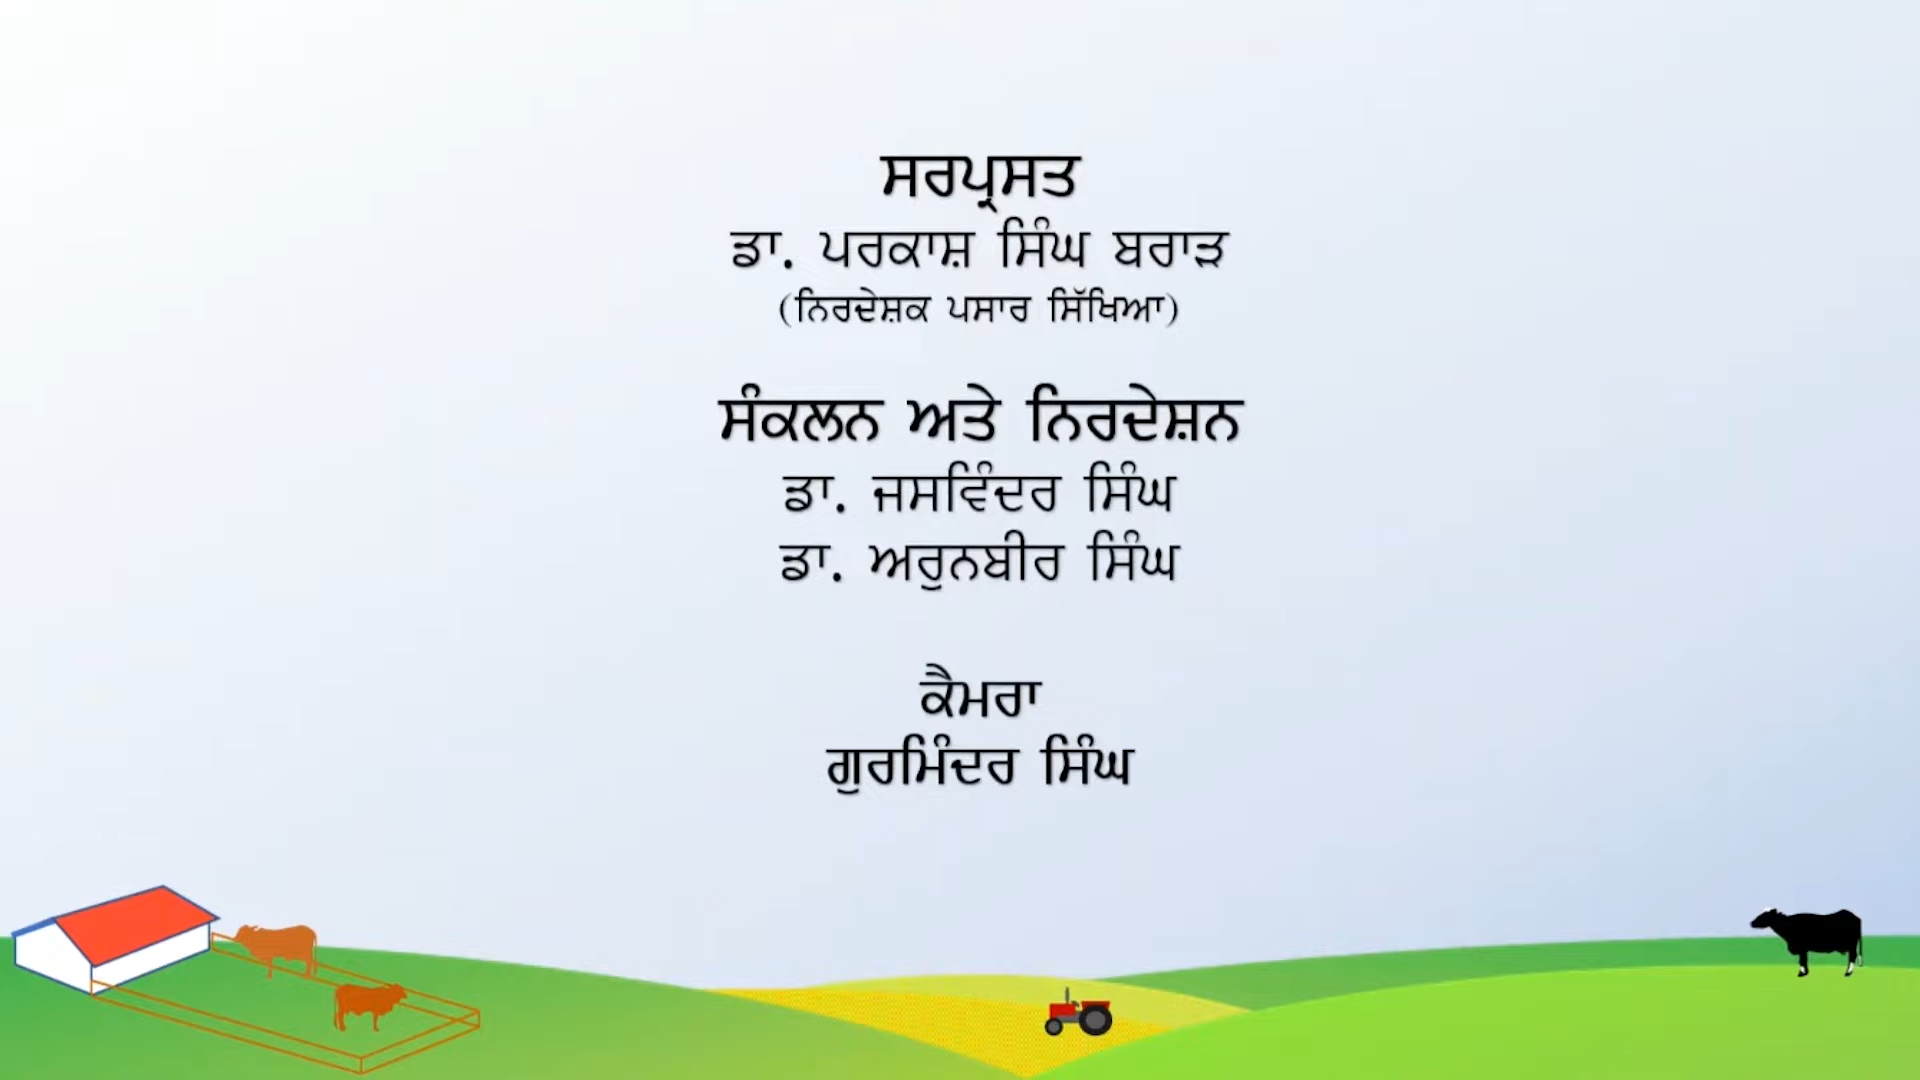 ਸਰਪ੍ਰਸਤ
ਡਾ. ਪਰਕਾਸ਼ ਸਿੰਘ ਬਰਾੜ
(ਨਿਰਦੇਸ਼ਕ ਪਸਾਰ ਸਿੱਖਿਆ)
ਸੰਕਲਨ ਅਤੇ ਨਿਰਦੇਸ਼ਨ
ਡਾ. ਜਸਵਿੰਦਰ ਸਿੰਘ
ਡਾ. ਅਰੁਨਬੀਰ ਸਿੰਘ
ਕੈਮਰਾ
ਗੁਰਮਿੰਦਰ ਸਿੰਘ